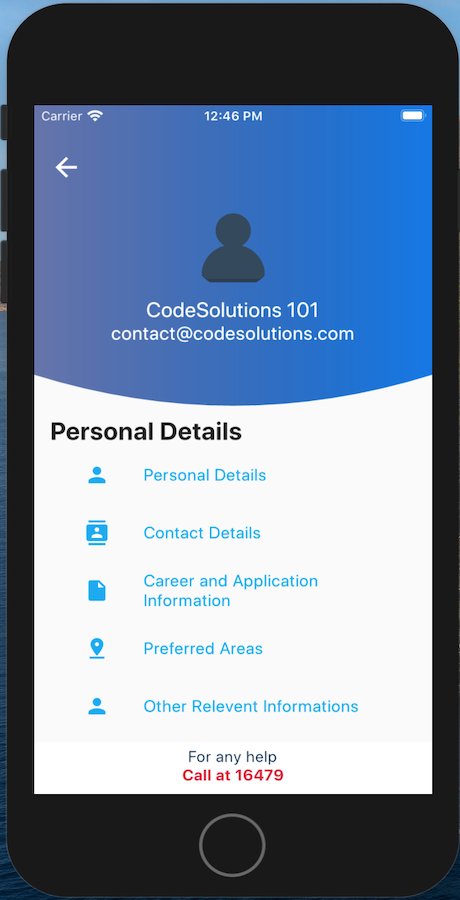 Carrier
12:46 PM
CodeSolutions 101
contact@codesolutions.com
Personal Details
Personal Details
Contact Details
Career and Application
Information
Preferred Areas
Other Relevent Informations
For any help
Call at 16479